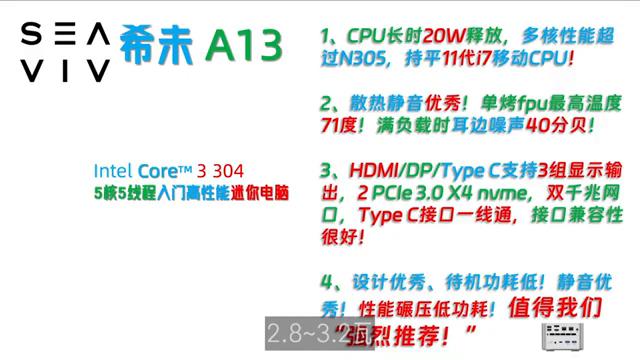 SEA
VIV
希未 A13
Intel Core™ 3 304
5核5线程入门高性能迷你电脑
1、CPU长时20W释放，多核性能超
过N305，持平11代i7移动CPU！
2、散热静音优秀！单烤fpu最高温度
71度！满负载时耳边噪声40分贝！
3、HDMI/DP/Type C支持3组显示输
出，2 PCIe 3.0 X4 nvme，双千兆网
口，Type C接口一线通，接口兼容性
很好！
4、设计优秀、待机功耗低！静音优
秀！性能碾压低功耗！值得我们
“强烈推荐！”
2.8~3.2